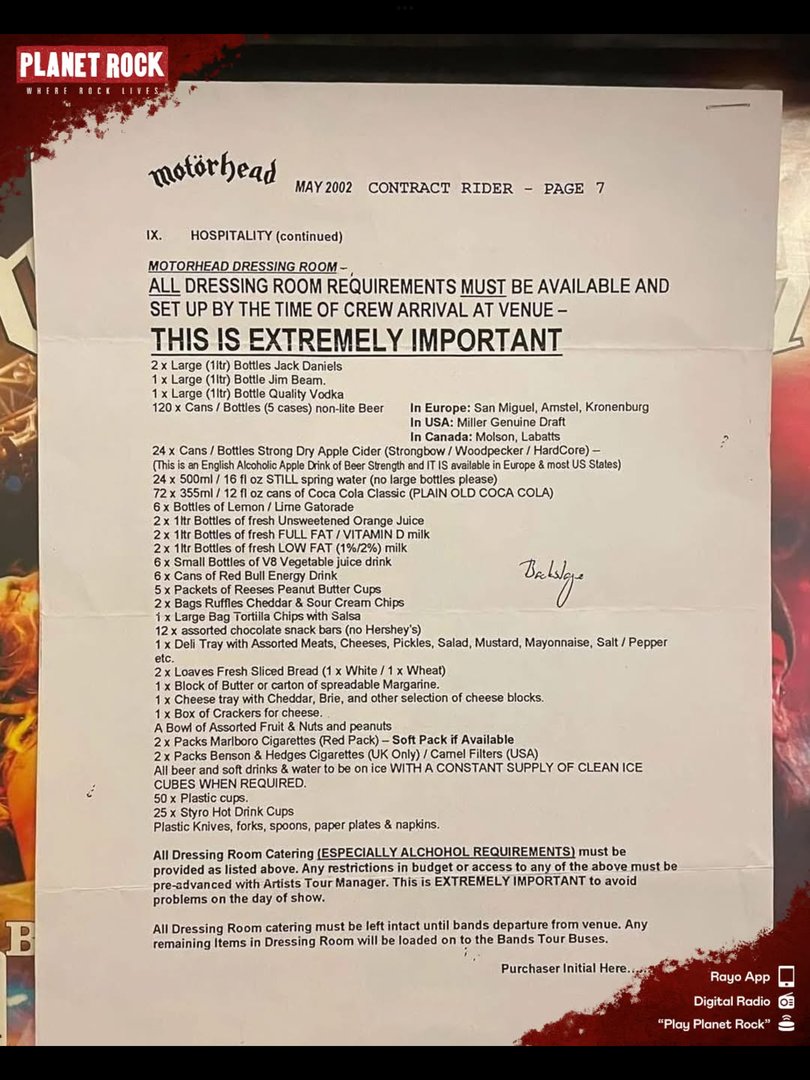 PLANET ROCK
WHERE ROCK LIVES
motörhead MAY 2002 CONTRACT RIDER - PAGE 7
IX. HOSPITALITY (continued)
MOTORHEAD DRESSING ROOM –
ALL DRESSING ROOM REQUIREMENTS MUST BE AVAILABLE AND
SET UP BY THE TIME OF CREW ARRIVAL AT VENUE –
THIS IS EXTREMELY IMPORTANT
2 x Large (1ltr) Bottles Jack Daniels
1 x Large (1ltr) Bottle Jim Beam.
1 x Large (1ltr) Bottle Quality Vodka
120 x Cans / Bottles (5 cases) non-lite Beer In Europe: San Miguel, Amstel, Kronenburg
In USA: Miller Genuine Draft
In Canada: Molson, Labatts
24 x Cans / Bottles Strong Dry Apple Cider (Strongbow / Woodpecker / HardCore) –
(This is an English Alcoholic Apple Drink of Beer Strength and IT IS available in Europe & most US States)
24 x 500ml / 16 fl oz STILL spring water (no large bottles please)
72 x 355ml / 12 fl oz cans of Coca Cola Classic (PLAIN OLD COCA COLA)
6 x Bottles of Lemon / Lime Gatorade
2 x 1ltr Bottles of fresh Unsweetened Orange Juice
2 x 1ltr Bottles of fresh FULL FAT / VITAMIN D milk
2 x 1ltr Bottles of fresh LOW FAT (1%/2%) milk
6 x Small Bottles of V8 Vegetable juice drink
6 x Cans of Red Bull Energy Drink
Backstage
5 x Packets of Reeses Peanut Butter Cups
2 x Bags Ruffles Cheddar & Sour Cream Chips
1 x Large Bag Tortilla Chips with Salsa
12 x assorted chocolate snack bars (no Hershey's)
1 x Deli Tray with Assorted Meats, Cheeses, Pickles, Salad, Mustard, Mayonnaise, Salt / Pepper
etc.
2 x Loaves Fresh Sliced Bread (1 x White / 1 x Wheat)
1 x Block of Butter or carton of spreadable Margarine.
1 x Cheese tray with Cheddar, Brie, and other selection of cheese blocks.
1 x Box of Crackers for cheese.
A Bowl of Assorted Fruit & Nuts and peanuts
2 x Packs Marlboro Cigarettes (Red Pack) – Soft Pack if Available
2 x Packs Benson & Hedges Cigarettes (UK Only) / Camel Filters (USA)
All beer and soft drinks & water to be on ice WITH A CONSTANT SUPPLY OF CLEAN ICE
CUBES WHEN REQUIRED.
50 x Plastic cups.
25 x Styro Hot Drink Cups
Plastic Knives, forks, spoons, paper plates & napkins.
All Dressing Room Catering (ESPECIALLY ALCHOHOL REQUIREMENTS) must be
provided as listed above. Any restrictions in budget or access to any of the above must be
pre-advanced with Artists Tour Manager. This is EXTREMELY IMPORTANT to avoid
problems on the day of show.
All Dressing Room catering must be left intact until bands departure from venue. Any
remaining Items in Dressing Room will be loaded on to the Bands Tour Buses.
Purchaser Initial Here....
Rayo App
Digital Radio
“Play Planet Rock”